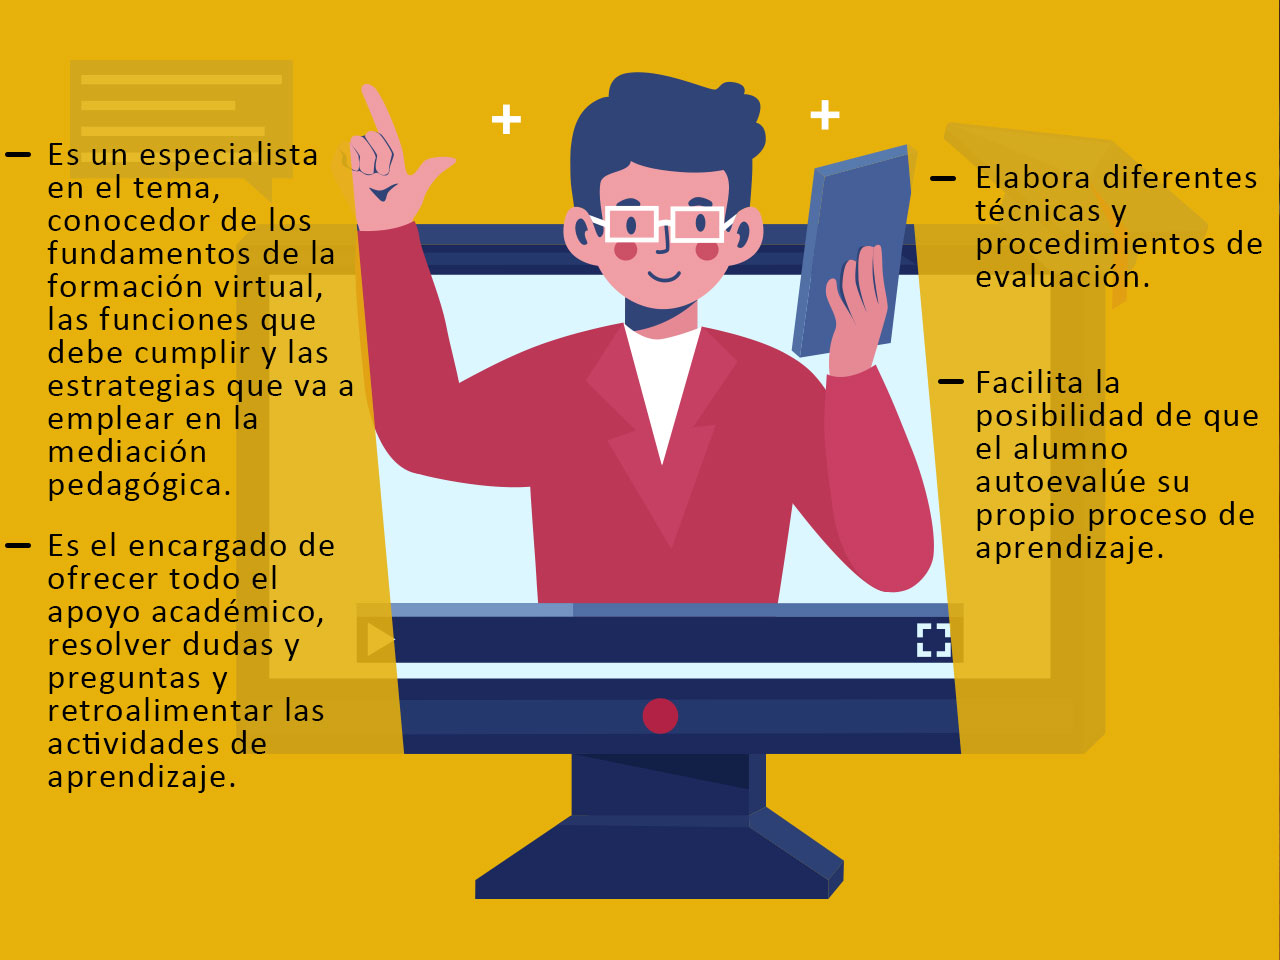 — Es un especialista
en el tema,
conocedor de los
fundamentos de la
formación virtual,
las funciones que
debe cumplir y las
estrategias que va a
emplear en la
mediación
pedagógica.
— Es el encargado de
ofrecer todo el
apoyo académico,
resolver dudas y
preguntas y
retroalimentar las
actividades de
aprendizaje.
— Elabora diferentes
técnicas y
procedimientos de
evaluación.
— Facilita la
posibilidad de que
el alumno
autoevalúe su
propio proceso de
aprendizaje.